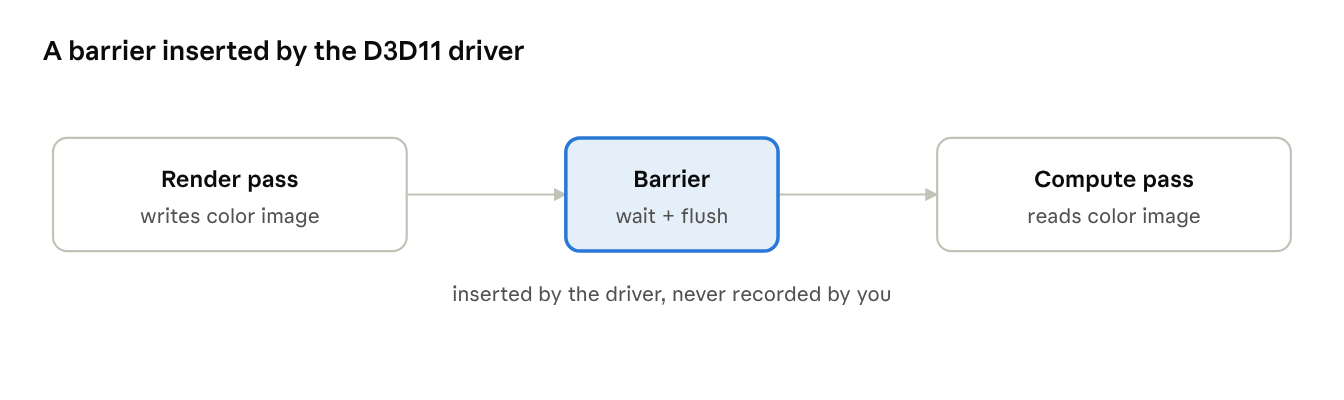 A barrier inserted by the D3D11 driver
Render pass
writes color image
Barrier
wait + flush
Compute pass
reads color image
inserted by the driver, never recorded by you